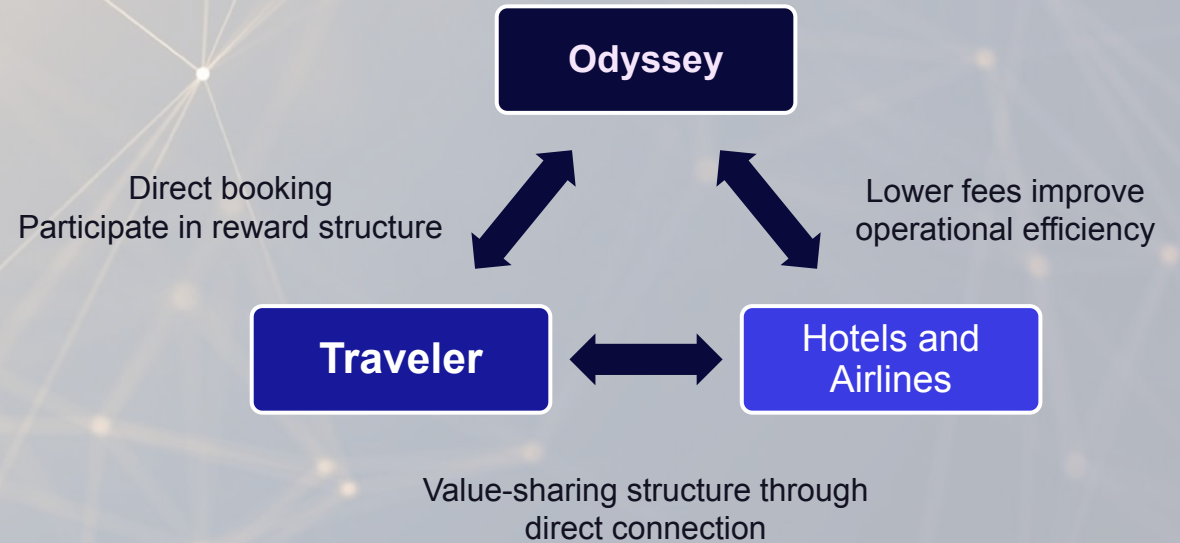 Odyssey
Direct booking
Participate in reward structure
Lower fees improve
operational efficiency
Traveler
Hotels and
Airlines
Value-sharing structure through
direct connection